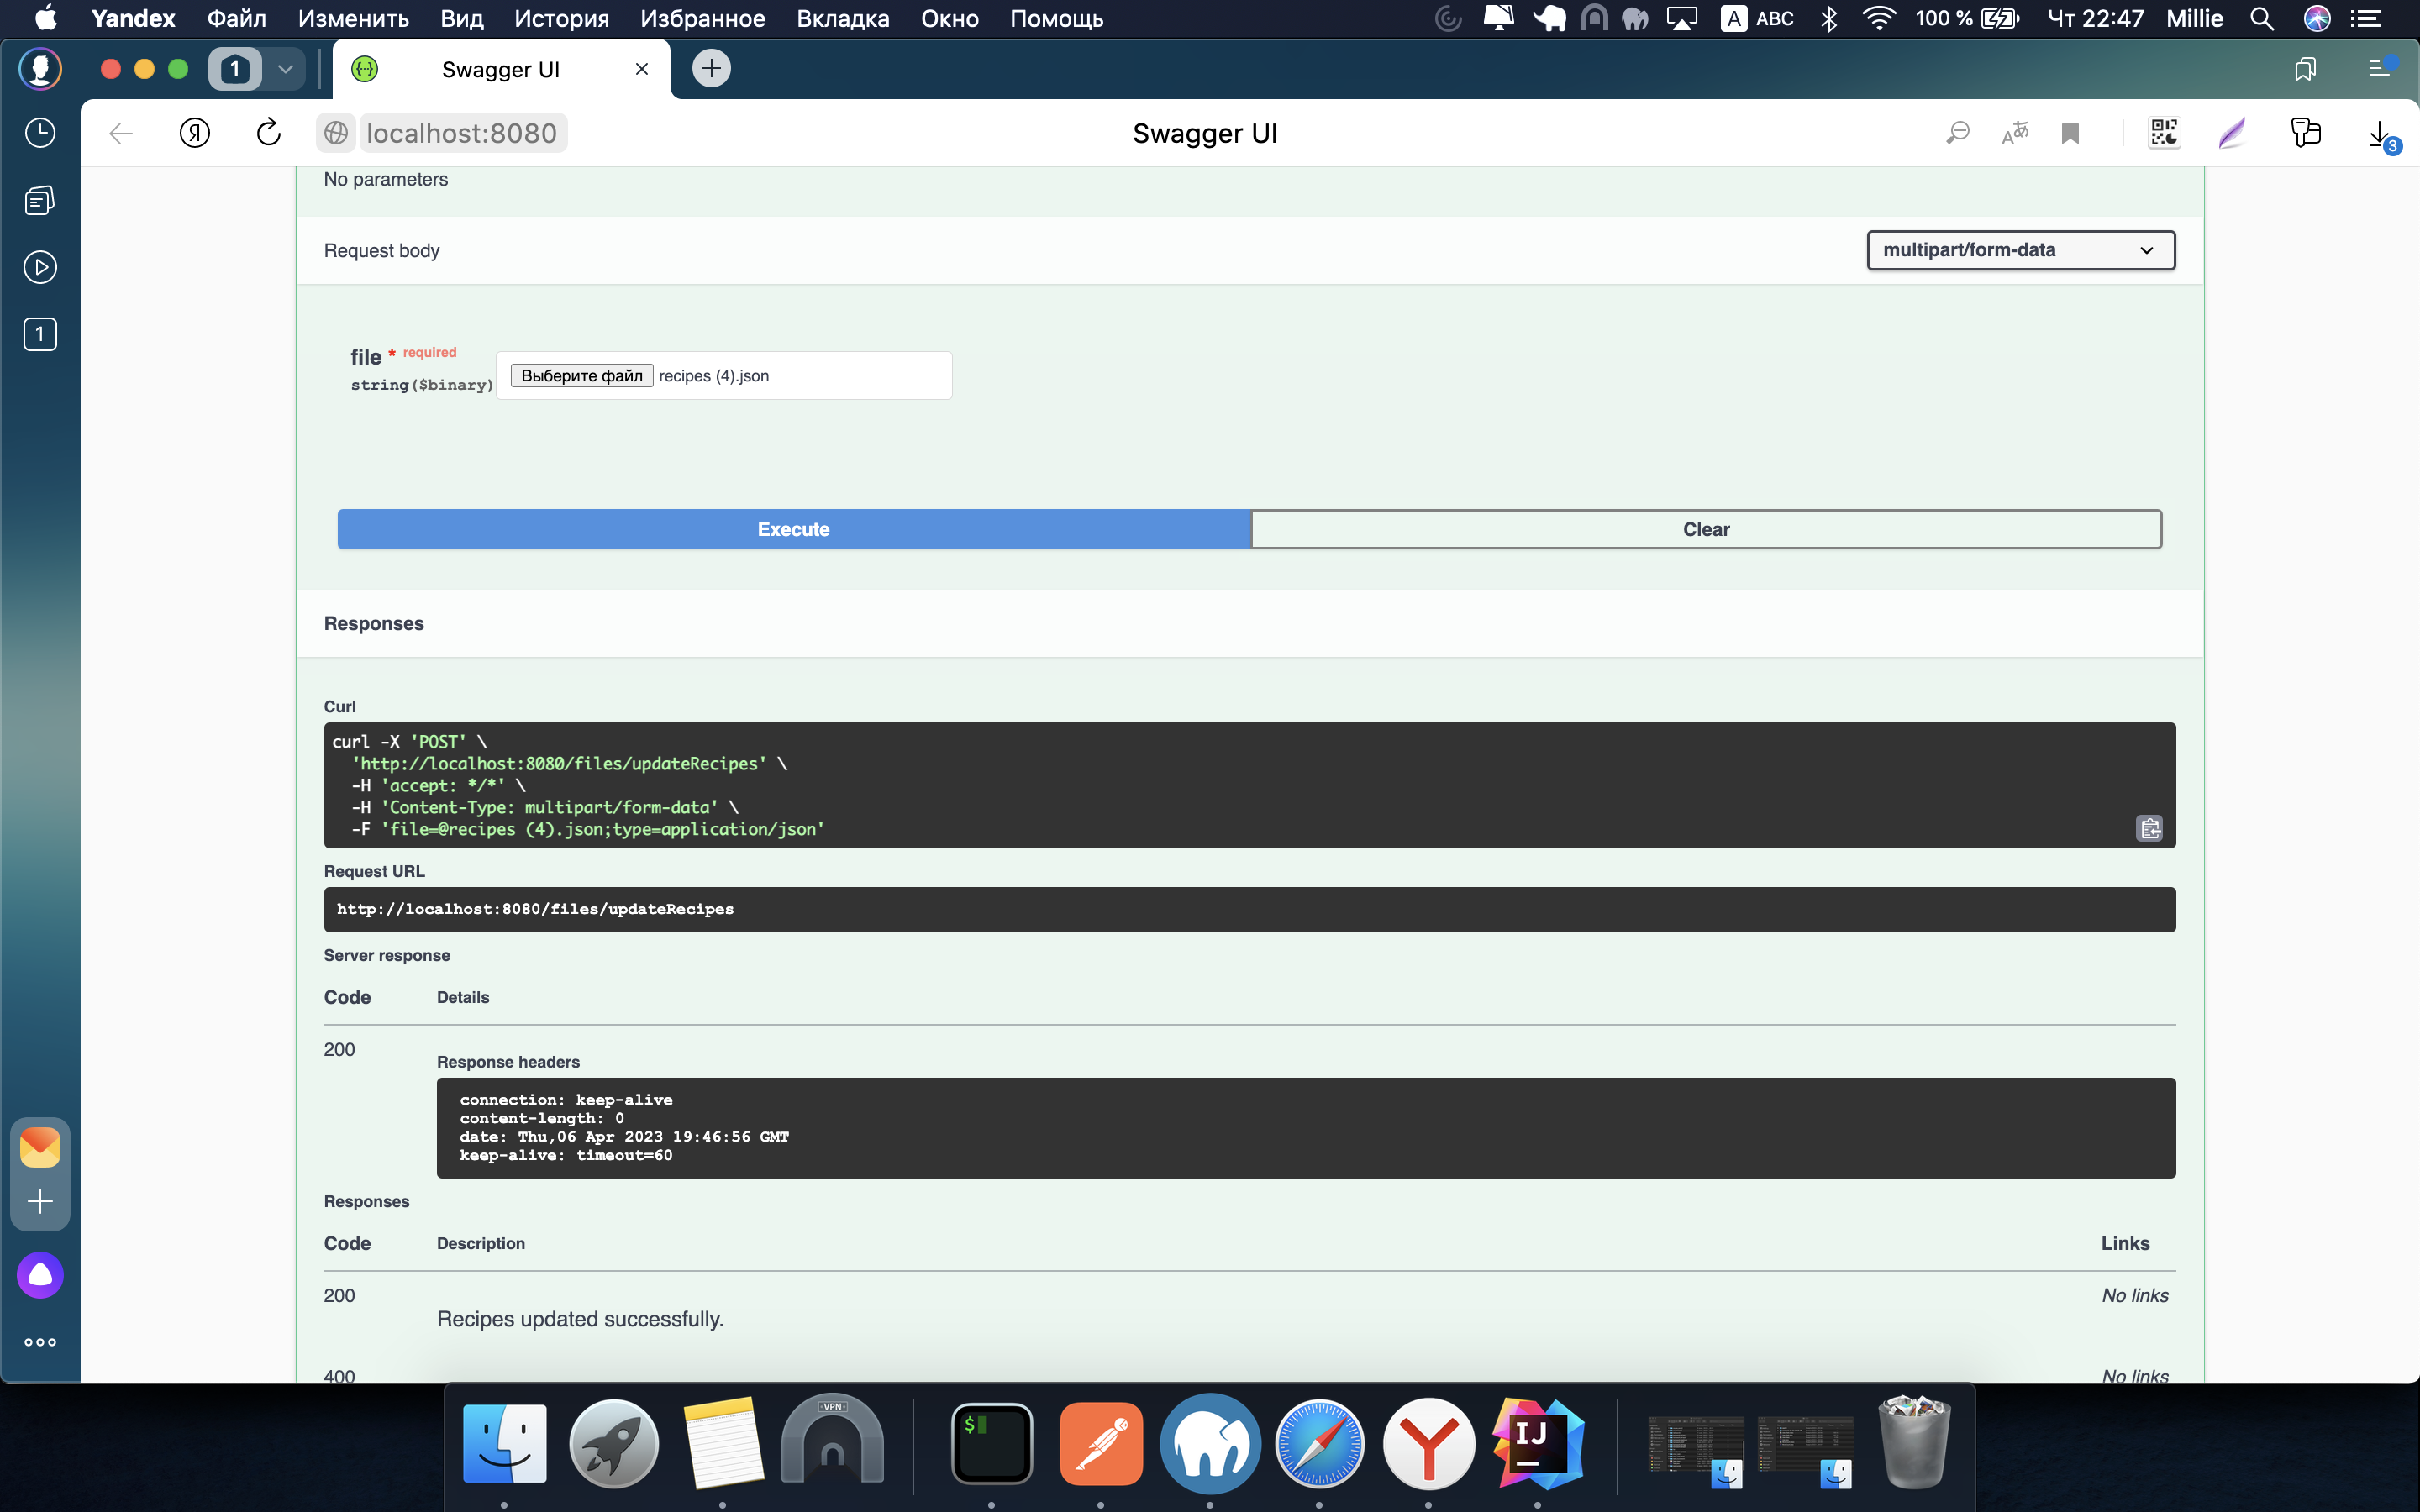 Yandex Файл Изменить Вид История Избранное Вкладка Окно Помощь A ABC 100 % Чт 22:47 Millie
1 Swagger UI
localhost:8080 Swagger UI 3
1
No parameters
Request body multipart/form-data
file * required
string($binary) Выберите файл recipes (4).json
Execute Clear
Responses
Curl
curl -X 'POST' \
'http://localhost:8080/files/updateRecipes' \
-H 'accept: */*' \
-H 'Content-Type: multipart/form-data' \
-F 'file=@recipes (4).json;type=application/json'
Request URL
http://localhost:8080/files/updateRecipes
Server response
Code Details
200
Response headers
connection: keep-alive
content-length: 0
date: Thu,06 Apr 2023 19:46:56 GMT
keep-alive: timeout=60
Responses
Code Description Links
200 No links
Recipes updated successfully.
400 No links
VPN
$
IJ